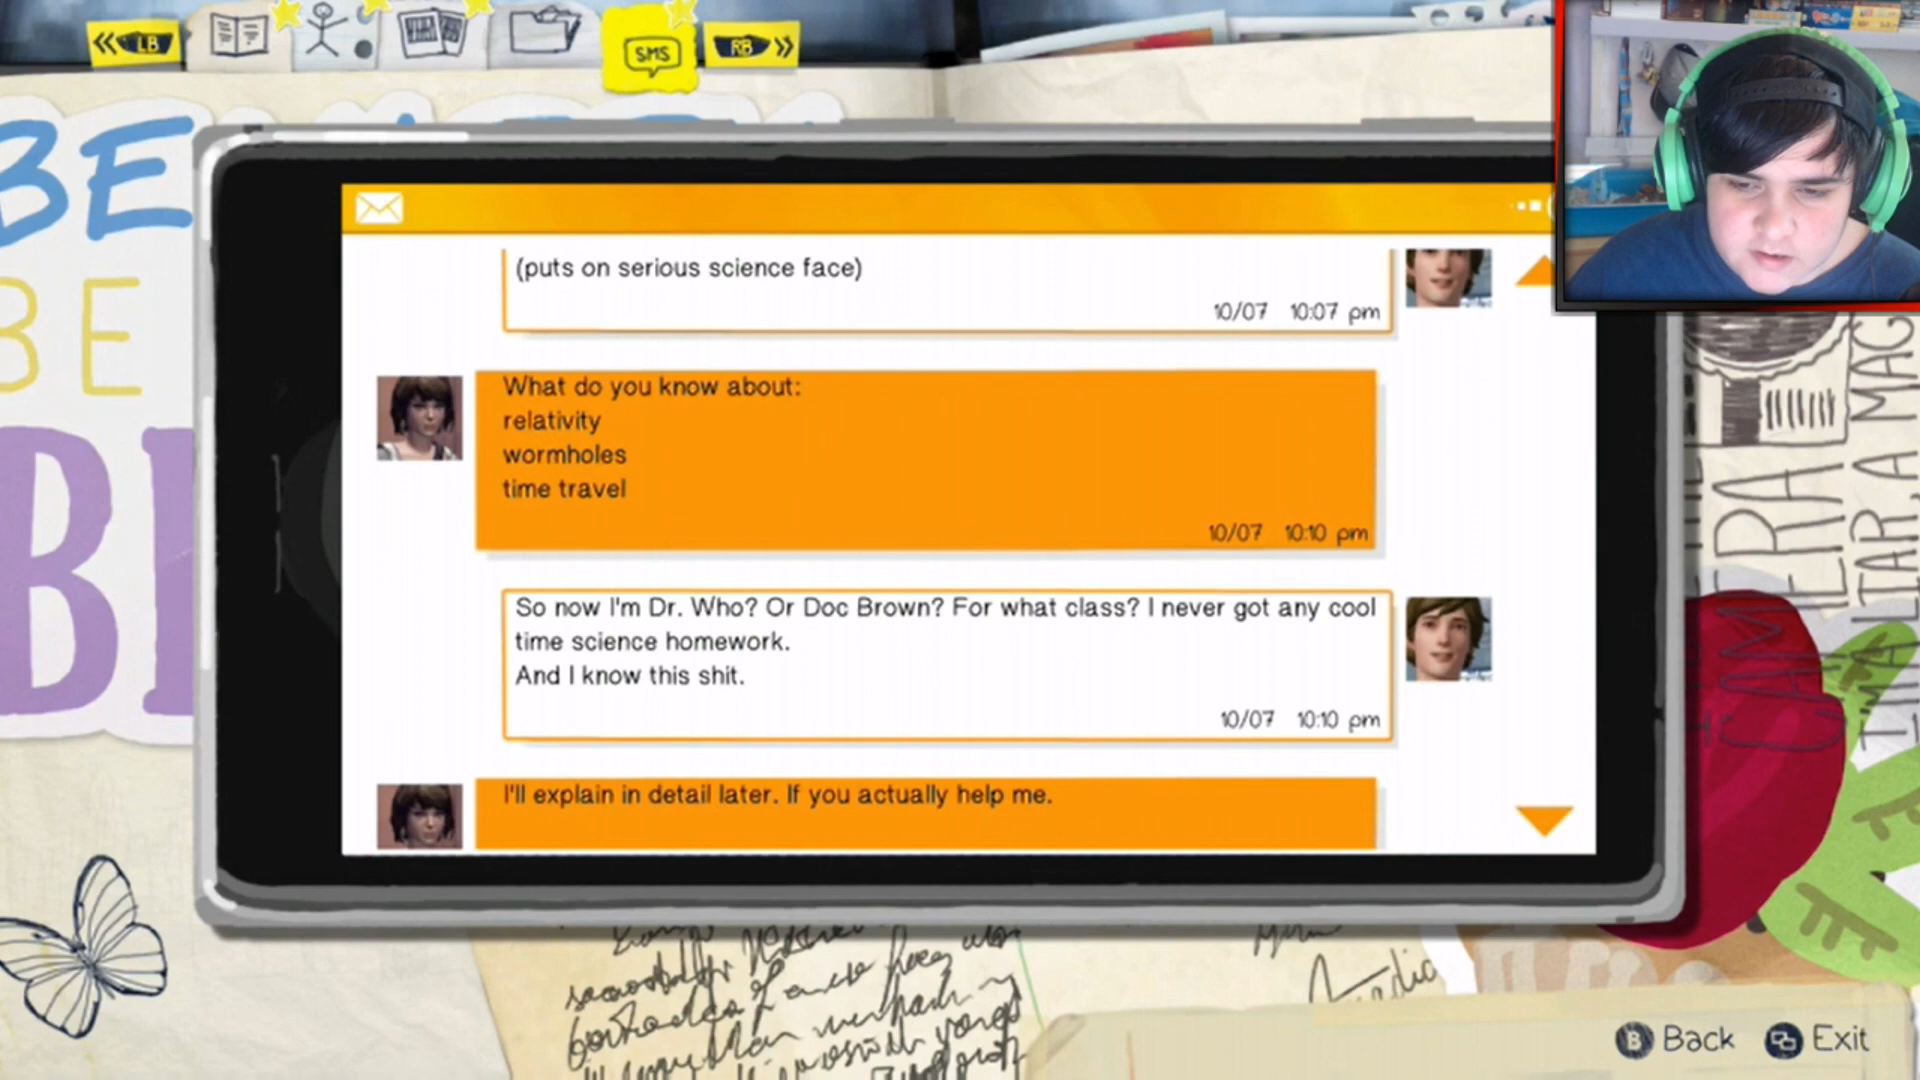 LB
SMS
RB
BE
BE
(puts on serious science face)
10/07 10:07 pm
What do you know about:
relativity
wormholes
time travel
10/07 10:10 pm
So now I'm Dr. Who? Or Doc Brown? For what class? I never got any cool
time science homework.
And I know this shit.
10/07 10:10 pm
I'll explain in detail later. If you actually help me.
B Back
Exit